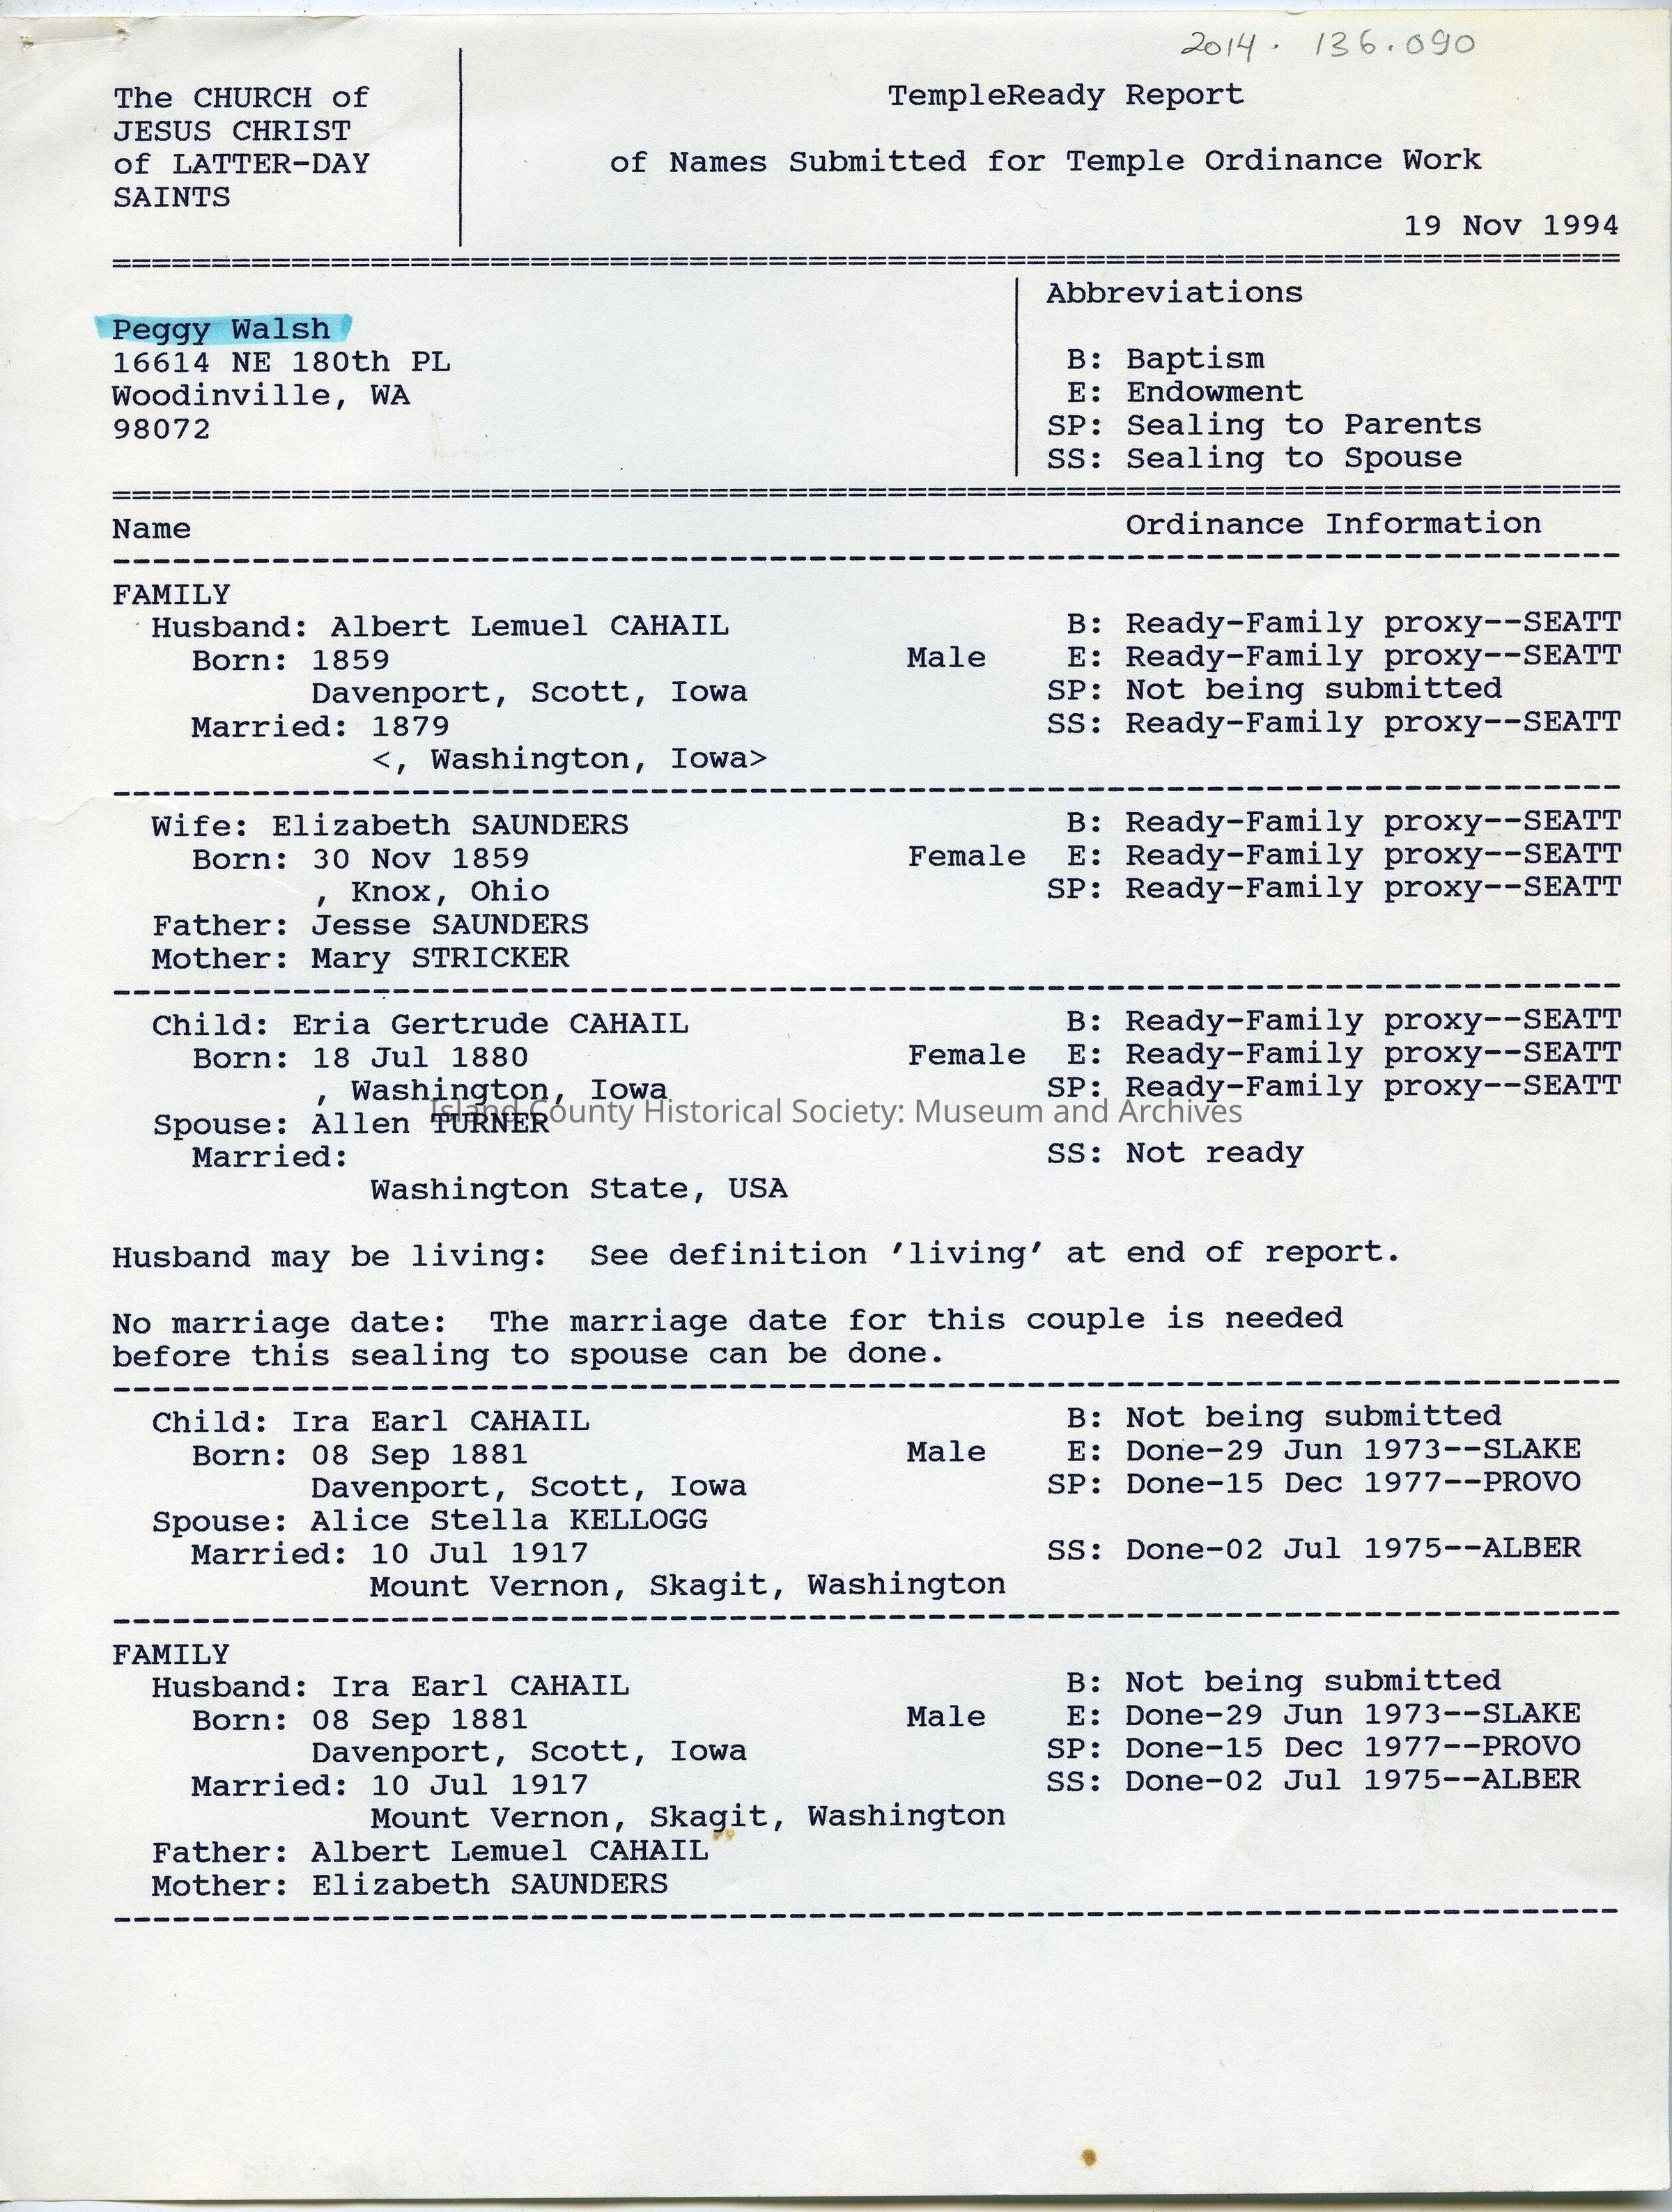 2014. 136.090
The CHURCH of
JESUS CHRIST
of LATTER-DAY
SAINTS
TempleReady Report
of Names Submitted for Temple Ordinance Work
19 Nov 1994
================================================================================
Peggy Walsh
16614 NE 180th PL
Woodinville, WA
98072
Abbreviations
B: Baptism
E: Endowment
SP: Sealing to Parents
SS: Sealing to Spouse
================================================================================
Name Ordinance Information
--------------------------------------------------------------------------------
FAMILY
Husband: Albert Lemuel CAHAIL B: Ready-Family proxy--SEATT
Born: 1859 Male E: Ready-Family proxy--SEATT
Davenport, Scott, Iowa SP: Not being submitted
Married: 1879 SS: Ready-Family proxy--SEATT
<, Washington, Iowa>
--------------------------------------------------------------------------------
Wife: Elizabeth SAUNDERS B: Ready-Family proxy--SEATT
Born: 30 Nov 1859 Female E: Ready-Family proxy--SEATT
, Knox, Ohio SP: Ready-Family proxy--SEATT
Father: Jesse SAUNDERS
Mother: Mary STRICKER
--------------------------------------------------------------------------------
Child: Eria Gertrude CAHAIL B: Ready-Family proxy--SEATT
Born: 18 Jul 1880 Female E: Ready-Family proxy--SEATT
, Washington, Iowa SP: Ready-Family proxy--SEATT
Island County Historical Society: Museum and Archives
Spouse: Allen TURNER
Married: SS: Not ready
Washington State, USA
Husband may be living: See definition 'living' at end of report.
No marriage date: The marriage date for this couple is needed
before this sealing to spouse can be done.
--------------------------------------------------------------------------------
Child: Ira Earl CAHAIL B: Not being submitted
Born: 08 Sep 1881 Male E: Done-29 Jun 1973--SLAKE
Davenport, Scott, Iowa SP: Done-15 Dec 1977--PROVO
Spouse: Alice Stella KELLOGG
Married: 10 Jul 1917 SS: Done-02 Jul 1975--ALBER
Mount Vernon, Skagit, Washington
--------------------------------------------------------------------------------
FAMILY
Husband: Ira Earl CAHAIL B: Not being submitted
Born: 08 Sep 1881 Male E: Done-29 Jun 1973--SLAKE
Davenport, Scott, Iowa SP: Done-15 Dec 1977--PROVO
Married: 10 Jul 1917 SS: Done-02 Jul 1975--ALBER
Mount Vernon, Skagit, Washington
Father: Albert Lemuel CAHAIL
Mother: Elizabeth SAUNDERS
--------------------------------------------------------------------------------